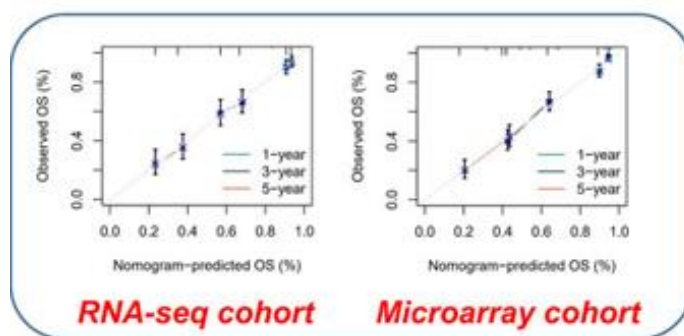 Observed OS (%)
0.0 0.4 0.8
1-year
3-year
5-year
0.0 0.2 0.4 0.6 0.8 1.0
Nomogram-predicted OS (%)
RNA-seq cohort
Observed OS (%)
0.0 0.4 0.8
1-year
3-year
5-year
0.0 0.2 0.4 0.6 0.8 1.0
Nomogram-predicted OS (%)
Microarray cohort